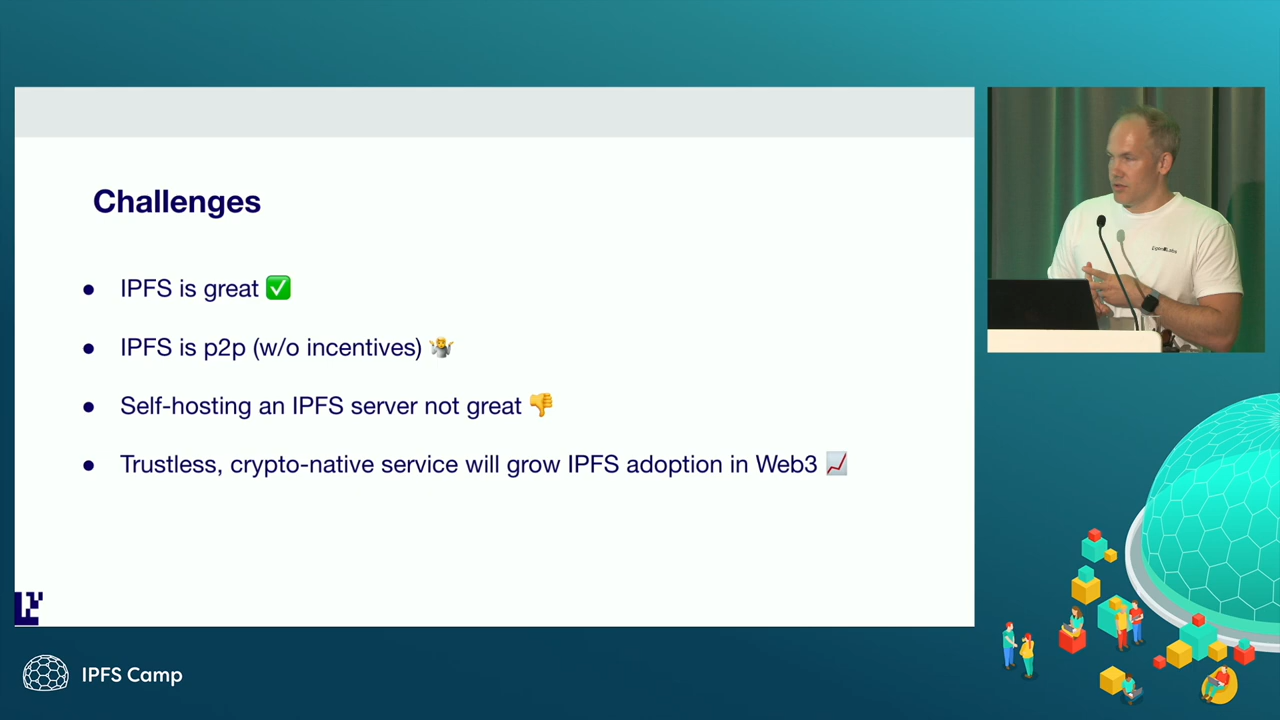 Challenges
● IPFS is great ✅
● IPFS is p2p (w/o incentives) 🤷
● Self-hosting an IPFS server not great 👎
● Trustless, crypto-native service will grow IPFS adoption in Web3 📈
IPFS Camp